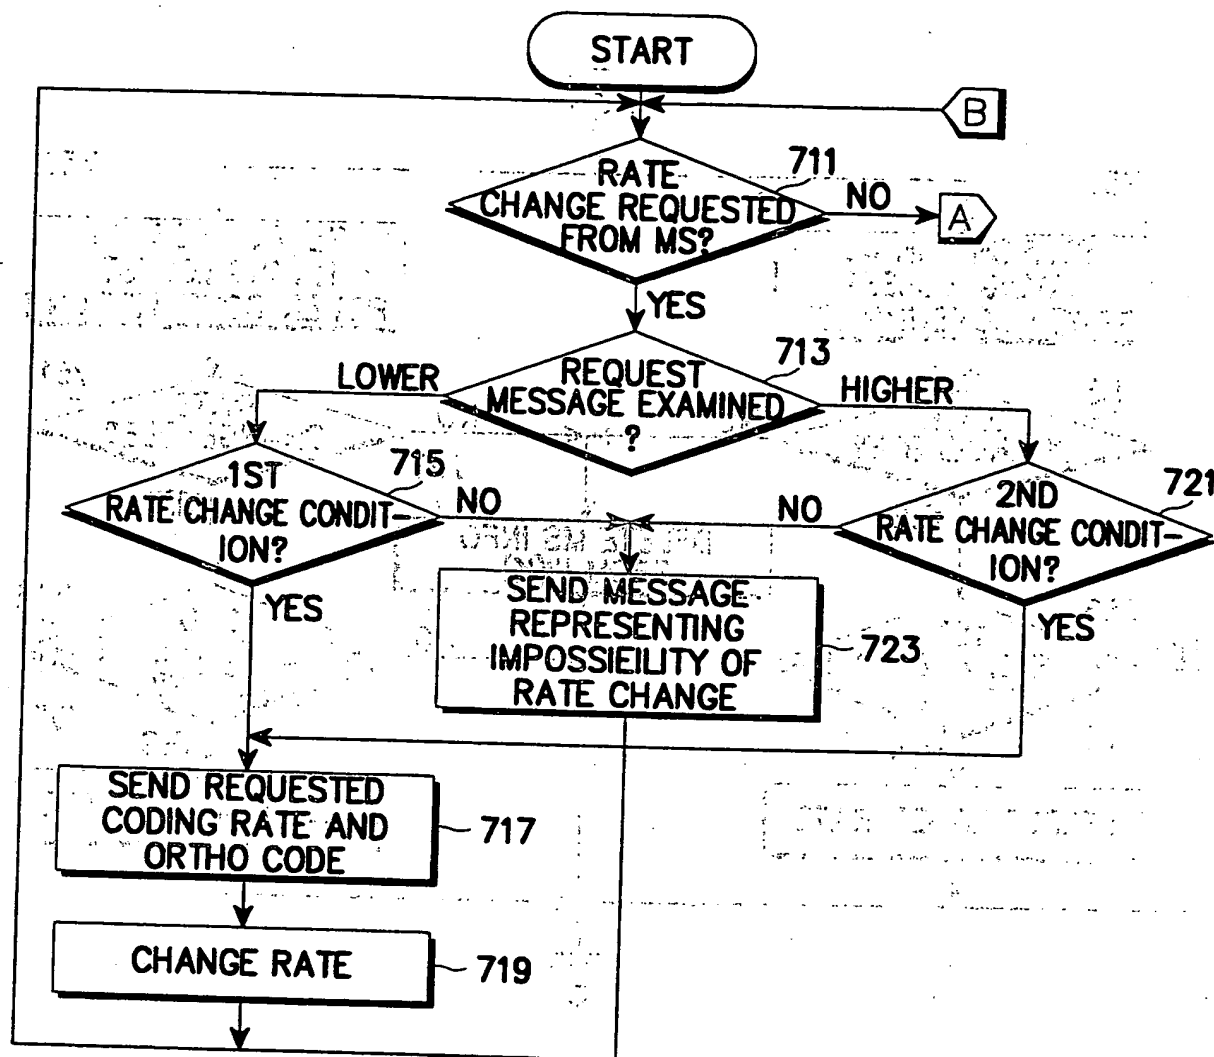 START
B
711
RATE
CHANGE REQUESTED
FROM MS?
NO
A
YES
713
REQUEST
MESSAGE EXAMINED
?
LOWER
HIGHER
715
1ST
RATE CHANGE CONDIT-
ION?
NO
NO
721
2ND
RATE CHANGE CONDIT-
ION?
YES
SEND MESSAGE
REPRESENTING
IMPOSSIEILITY OF
RATE CHANGE
723
YES
SEND REQUESTED
CODING RATE AND
ORTHO CODE
717
CHANGE RATE
719